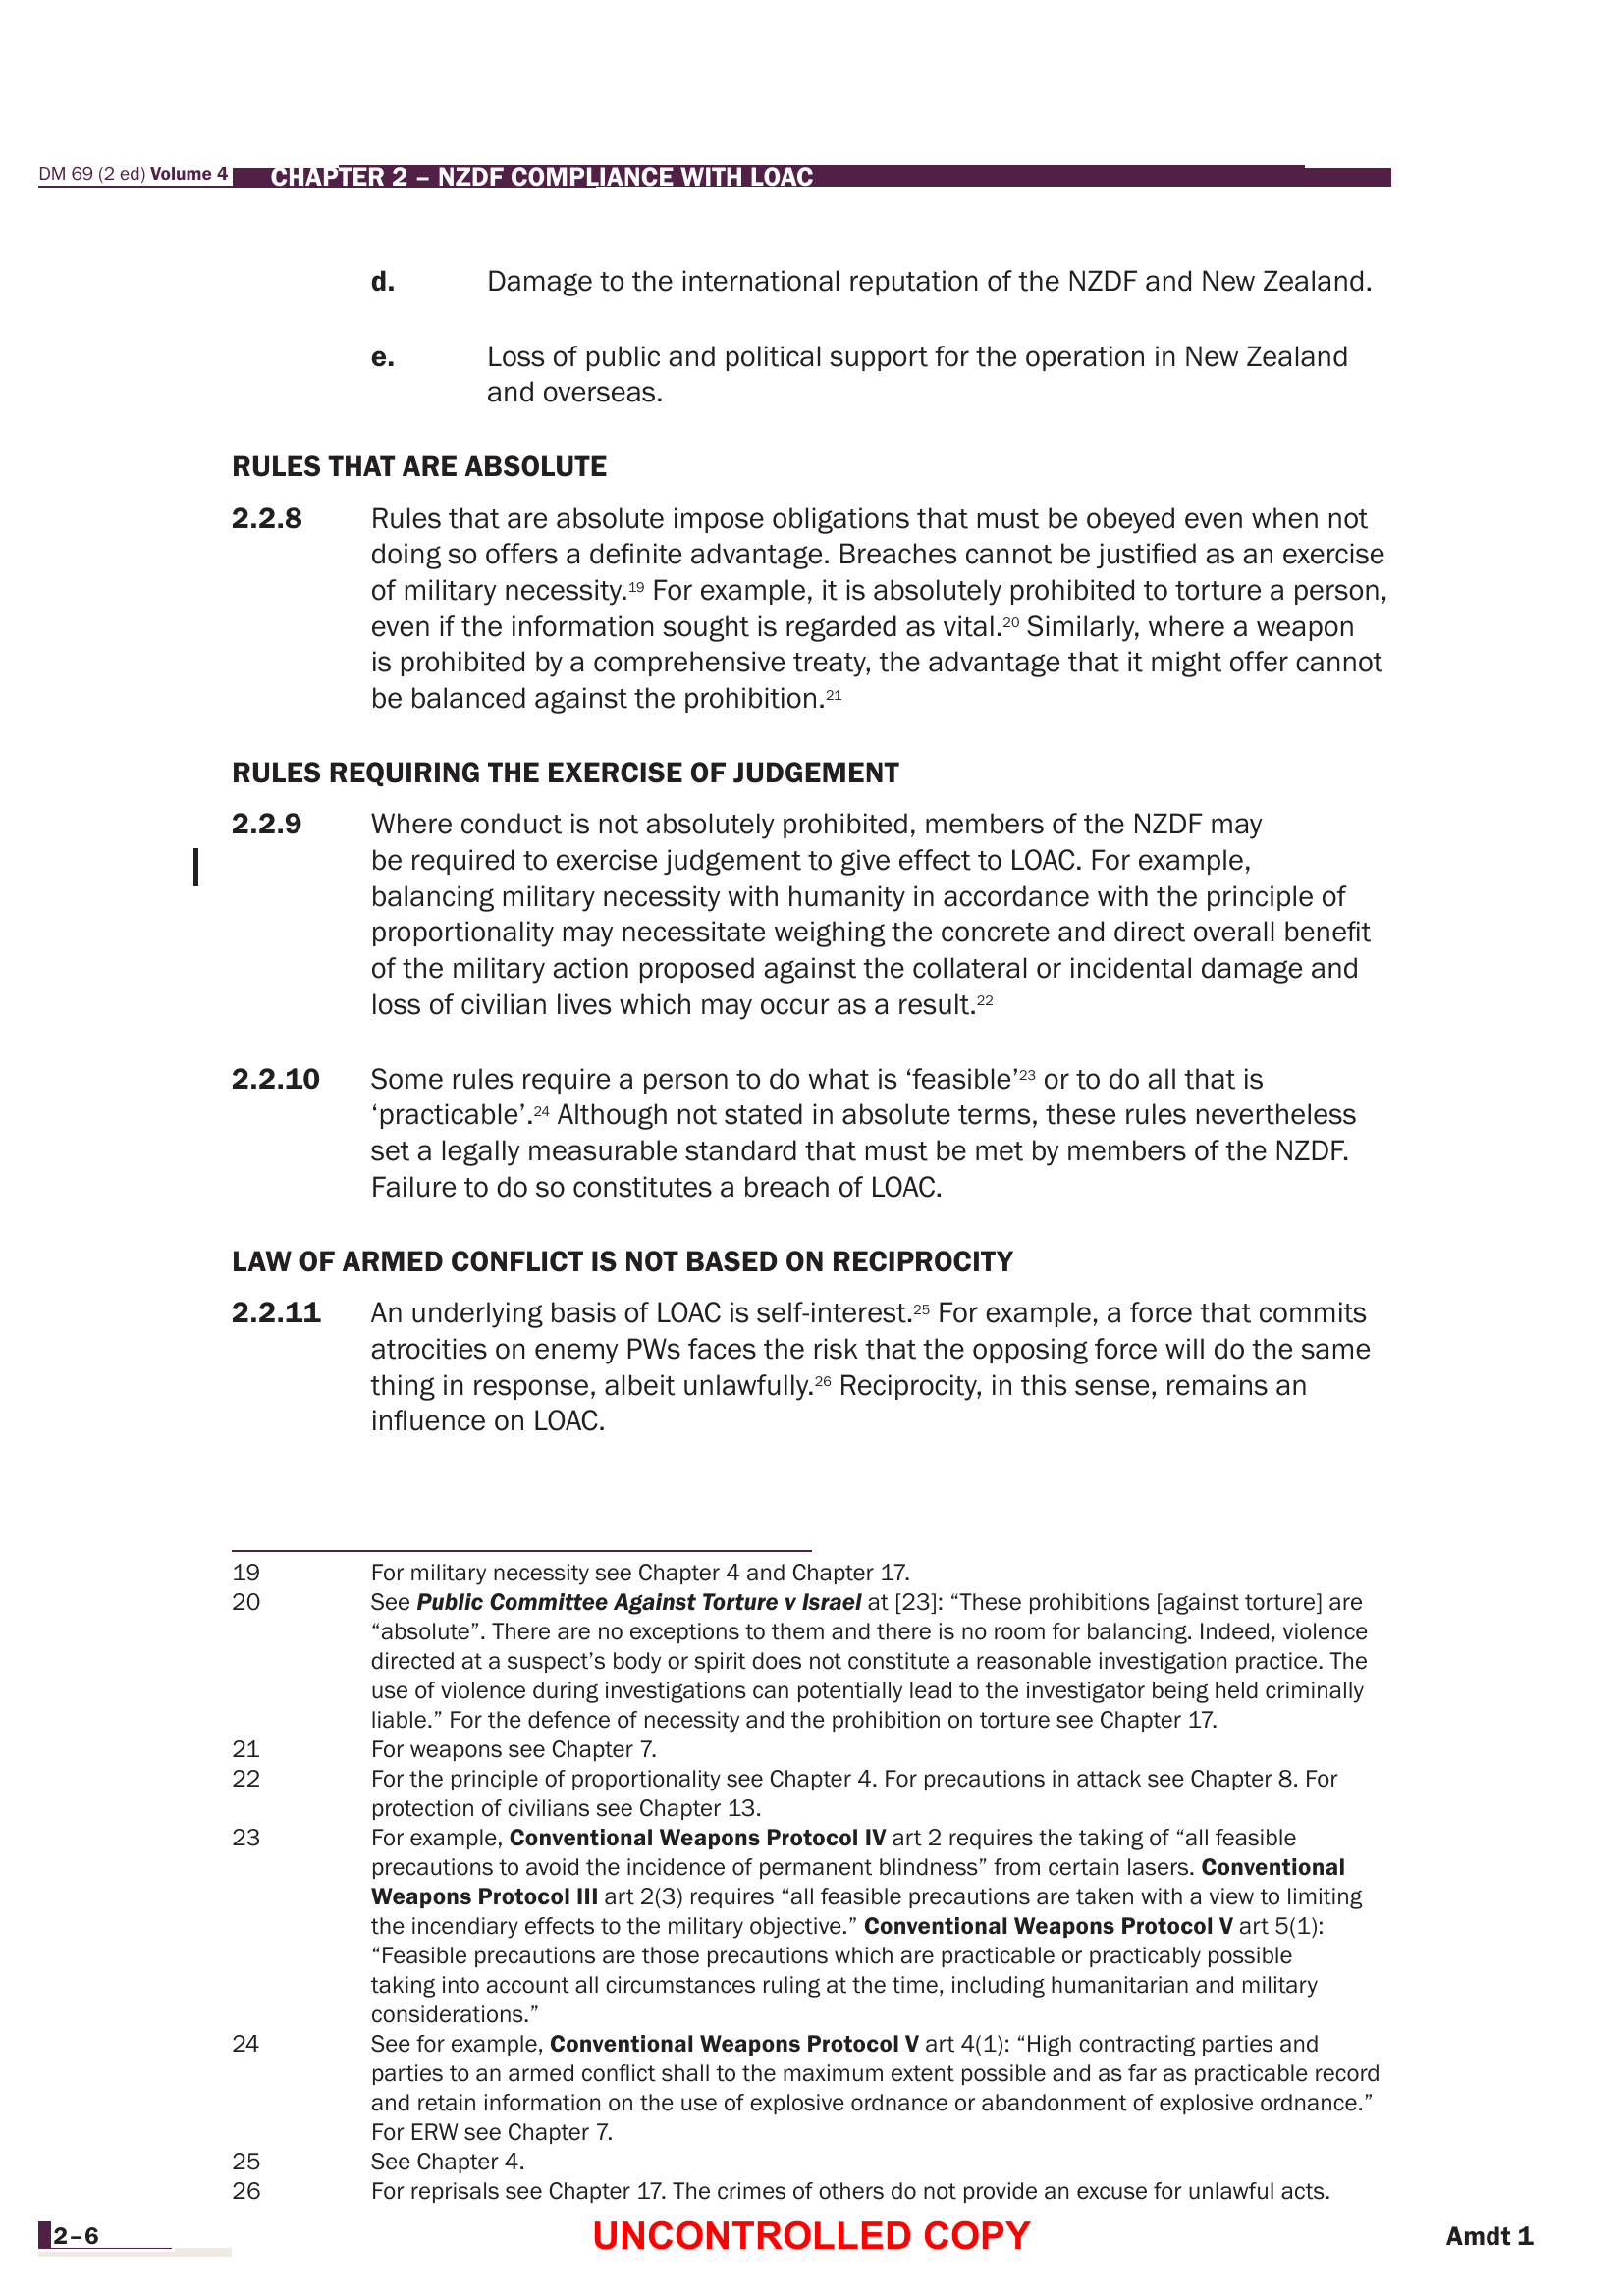 DM 69 (2 ed) Volume 4 CHAPTER 2 – NZDF COMPLIANCE WITH LOAC
d. Damage to the international reputation of the NZDF and New Zealand.
e. Loss of public and political support for the operation in New Zealand
and overseas.
RULES THAT ARE ABSOLUTE
2.2.8 Rules that are absolute impose obligations that must be obeyed even when not
doing so offers a definite advantage. Breaches cannot be justified as an exercise
of military necessity.19 For example, it is absolutely prohibited to torture a person,
even if the information sought is regarded as vital.20 Similarly, where a weapon
is prohibited by a comprehensive treaty, the advantage that it might offer cannot
be balanced against the prohibition.21
RULES REQUIRING THE EXERCISE OF JUDGEMENT
2.2.9 Where conduct is not absolutely prohibited, members of the NZDF may
be required to exercise judgement to give effect to LOAC. For example,
balancing military necessity with humanity in accordance with the principle of
proportionality may necessitate weighing the concrete and direct overall benefit
of the military action proposed against the collateral or incidental damage and
loss of civilian lives which may occur as a result.22
2.2.10 Some rules require a person to do what is ‘feasible’23 or to do all that is
‘practicable’.24 Although not stated in absolute terms, these rules nevertheless
set a legally measurable standard that must be met by members of the NZDF.
Failure to do so constitutes a breach of LOAC.
LAW OF ARMED CONFLICT IS NOT BASED ON RECIPROCITY
2.2.11 An underlying basis of LOAC is self-interest.25 For example, a force that commits
atrocities on enemy PWs faces the risk that the opposing force will do the same
thing in response, albeit unlawfully.26 Reciprocity, in this sense, remains an
influence on LOAC.
19 For military necessity see Chapter 4 and Chapter 17.
20 See Public Committee Against Torture v Israel at [23]: “These prohibitions [against torture] are
“absolute”. There are no exceptions to them and there is no room for balancing. Indeed, violence
directed at a suspect’s body or spirit does not constitute a reasonable investigation practice. The
use of violence during investigations can potentially lead to the investigator being held criminally
liable.” For the defence of necessity and the prohibition on torture see Chapter 17.
21 For weapons see Chapter 7.
22 For the principle of proportionality see Chapter 4. For precautions in attack see Chapter 8. For
protection of civilians see Chapter 13.
23 For example, Conventional Weapons Protocol IV art 2 requires the taking of “all feasible
precautions to avoid the incidence of permanent blindness” from certain lasers. Conventional
Weapons Protocol III art 2(3) requires “all feasible precautions are taken with a view to limiting
the incendiary effects to the military objective.” Conventional Weapons Protocol V art 5(1):
“Feasible precautions are those precautions which are practicable or practicably possible
taking into account all circumstances ruling at the time, including humanitarian and military
considerations.”
24 See for example, Conventional Weapons Protocol V art 4(1): “High contracting parties and
parties to an armed conflict shall to the maximum extent possible and as far as practicable record
and retain information on the use of explosive ordnance or abandonment of explosive ordnance.”
For ERW see Chapter 7.
25 See Chapter 4.
26 For reprisals see Chapter 17. The crimes of others do not provide an excuse for unlawful acts.
2–6 UNCONTROLLED COPY Amdt 1